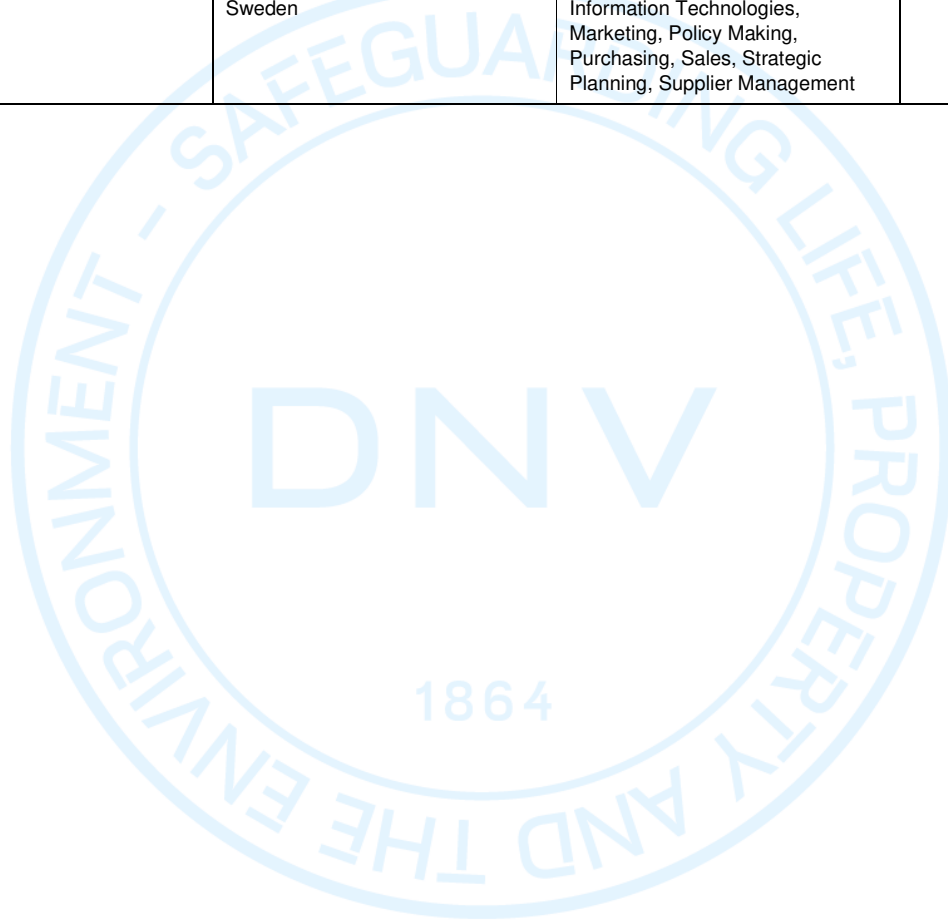 Sweden
Information Technologies,
Marketing, Policy Making,
Purchasing, Sales, Strategic
Planning, Supplier Management
SAFEGUARDING LIFE, PROPERTY AND THE ENVIRONMENT -
DNV
1864